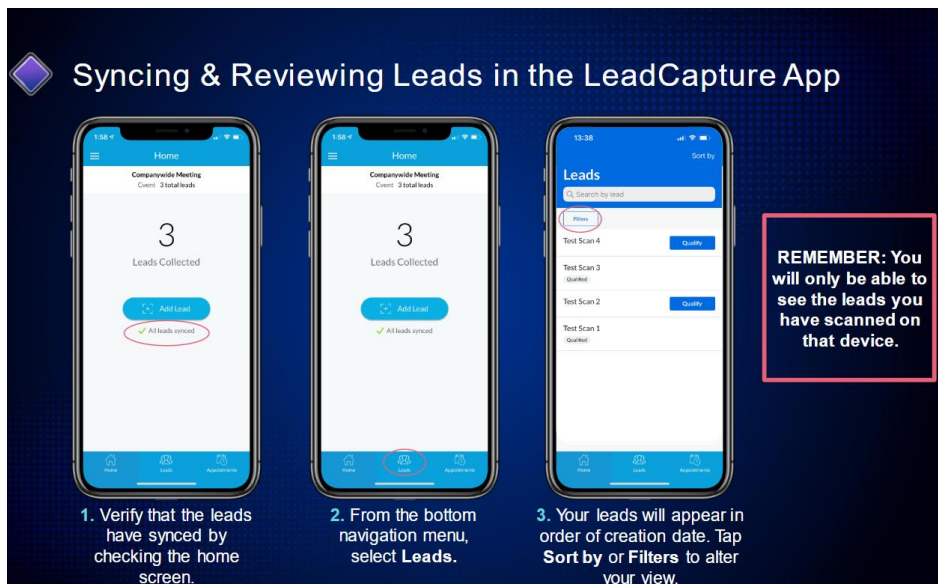 Syncing & Reviewing Leads in the LeadCapture App
1:58
Home
Companywide Meeting
Cvent 3 total leads
3
Leads Collected
Add Lead
All leads synced
Home Leads Appointments
1. Verify that the leads
have synced by
checking the home
screen.
1:58
Home
Companywide Meeting
Cvent 3 total leads
3
Leads Collected
Add Lead
All leads synced
Home Leads Appointments
2. From the bottom
navigation menu,
select Leads.
13:38
Sort by
Leads
Search by lead
Filters
Test Scan 4
Qualify
Test Scan 3
Qualified
Test Scan 2
Qualify
Test Scan 1
Qualified
Home Leads Appointments
3. Your leads will appear in
order of creation date. Tap
Sort by or Filters to alter
your view.
REMEMBER: You
will only be able to
see the leads you
have scanned on
that device.